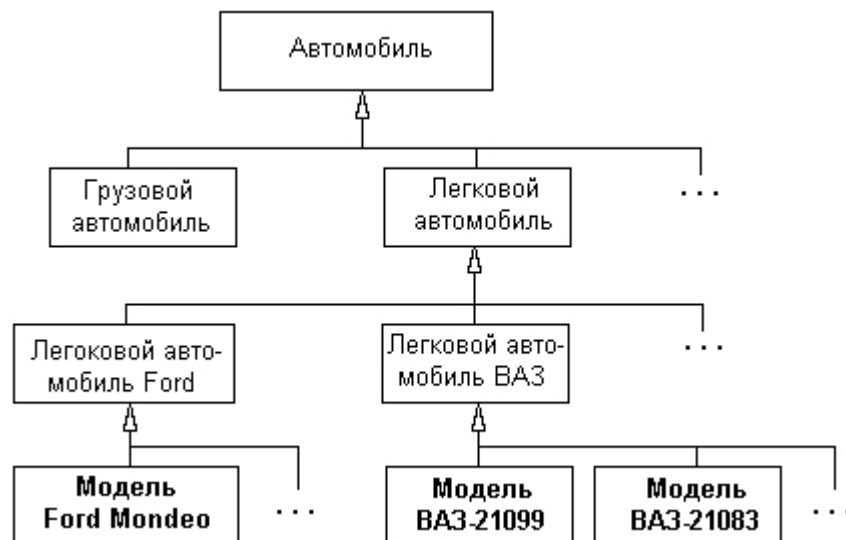 Автомобиль
Грузовой
автомобиль
Легковой
автомобиль
. . .
Легоковой авто-
мобиль Ford
Легковой авто-
мобиль ВАЗ
. . .
Модель
Ford Mondeo
. . .
Модель
ВАЗ-21099
Модель
ВАЗ-21083
. . .